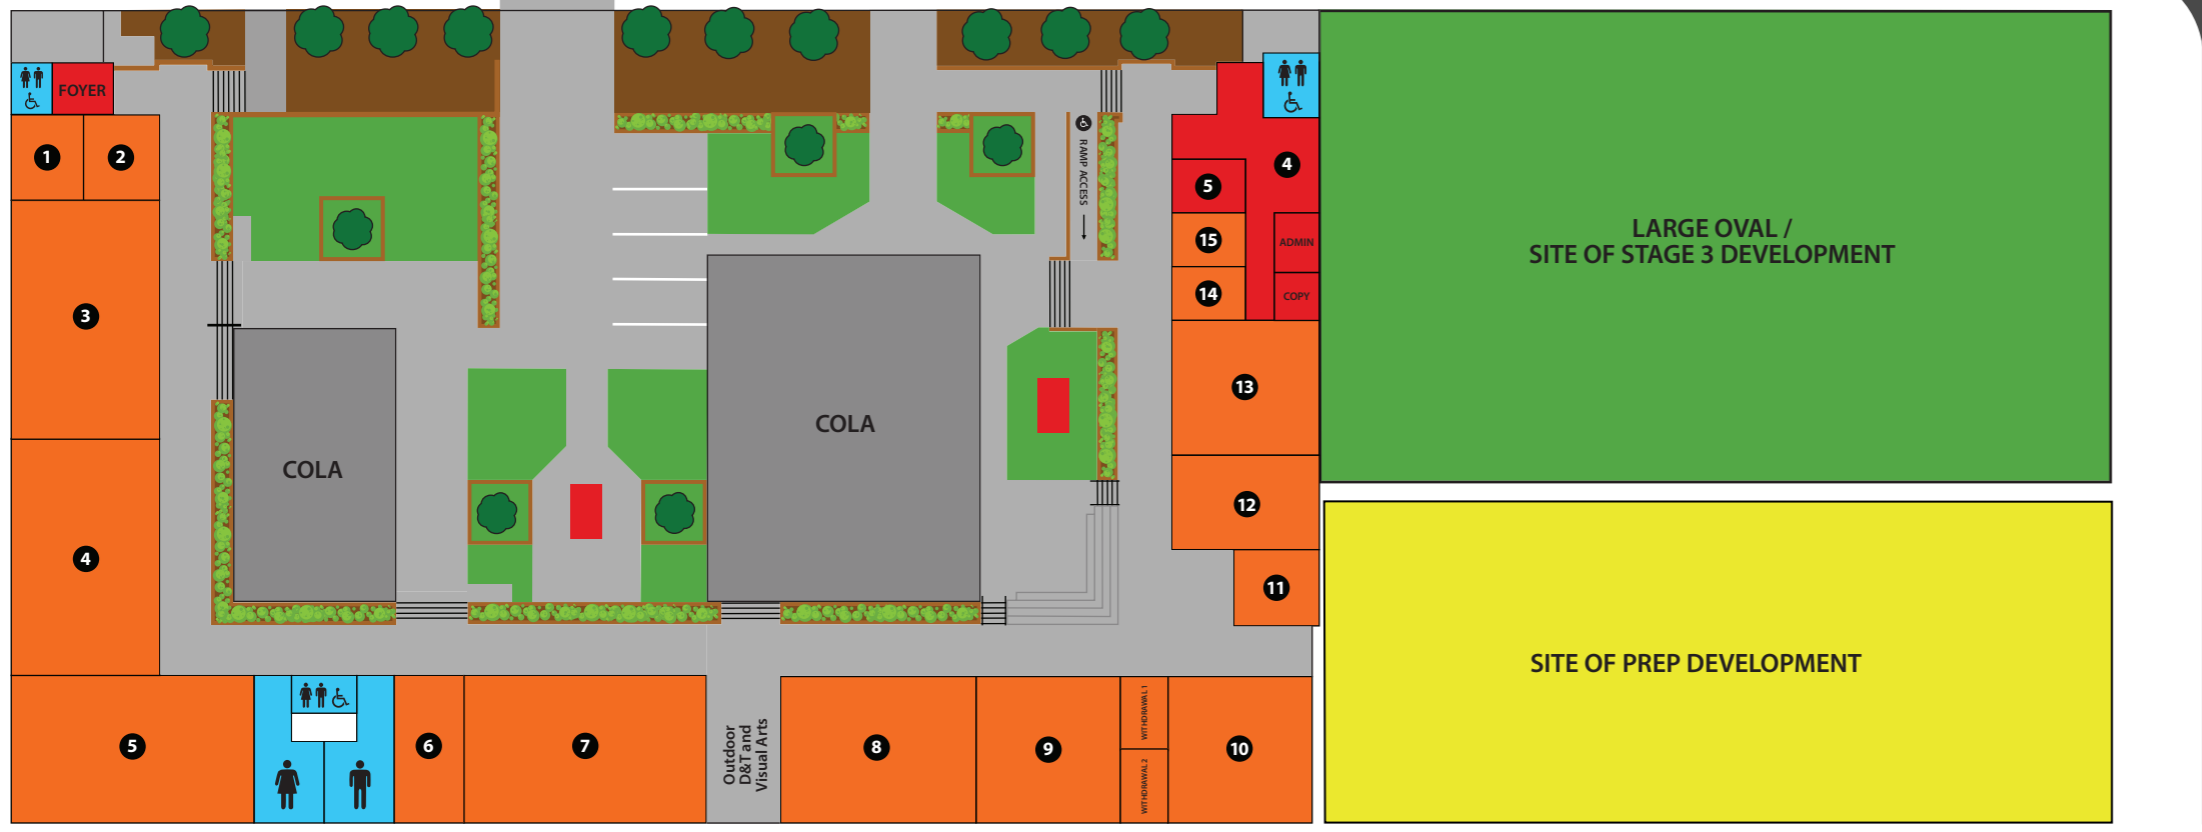 FOYER
1
2
3
4
5
6
7
Outdoor
D&T and
Visual Arts
8
9
WITHDRAWAL 1
WITHDRAWAL 2
10
11
12
13
14
15
5
4
ADMIN
COPY
RAMP ACCESS
COLA
COLA
LARGE OVAL /
SITE OF STAGE 3 DEVELOPMENT
SITE OF PREP DEVELOPMENT